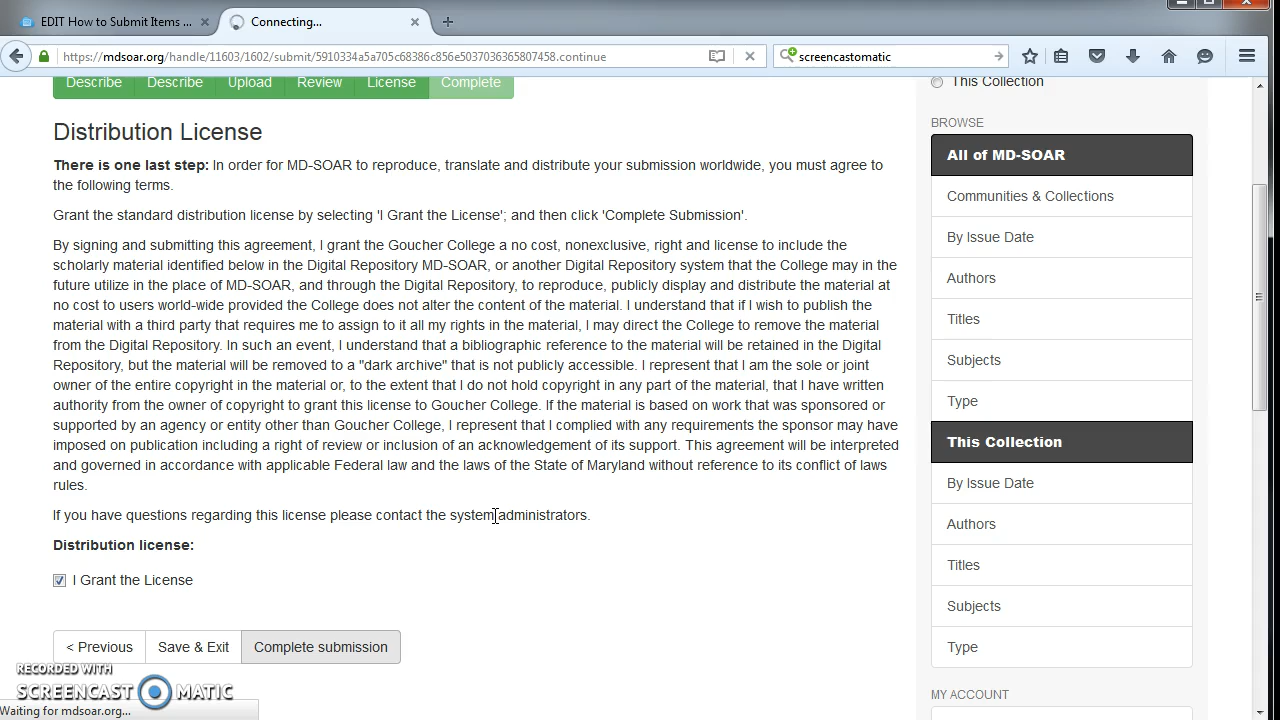 EDIT How to Submit Items ...
Connecting...
https://mdsoar.org/handle/11603/1602/submit/5910334a5a705c68386c856e5037036365807458.continue
screencastomatic
Describe
Describe
Upload
Review
License
Complete
This Collection
Distribution License
There is one last step: In order for MD-SOAR to reproduce, translate and distribute your submission worldwide, you must agree to
the following terms.
Grant the standard distribution license by selecting 'I Grant the License'; and then click 'Complete Submission'.
By signing and submitting this agreement, I grant the Goucher College a no cost, nonexclusive, right and license to include the
scholarly material identified below in the Digital Repository MD-SOAR, or another Digital Repository system that the College may in the
future utilize in the place of MD-SOAR, and through the Digital Repository, to reproduce, publicly display and distribute the material at
no cost to users world-wide provided the College does not alter the content of the material. I understand that if I wish to publish the
material with a third party that requires me to assign to it all my rights in the material, I may direct the College to remove the material
from the Digital Repository. In such an event, I understand that a bibliographic reference to the material will be retained in the Digital
Repository, but the material will be removed to a "dark archive" that is not publicly accessible. I represent that I am the sole or joint
owner of the entire copyright in the material or, to the extent that I do not hold copyright in any part of the material, that I have written
authority from the owner of copyright to grant this license to Goucher College. If the material is based on work that was sponsored or
supported by an agency or entity other than Goucher College, I represent that I complied with any requirements the sponsor may have
imposed on publication including a right of review or inclusion of an acknowledgement of its support. This agreement will be interpreted
and governed in accordance with applicable Federal law and the laws of the State of Maryland without reference to its conflict of laws
rules.
If you have questions regarding this license please contact the system administrators.
Distribution license:
I Grant the License
< Previous
Save & Exit
Complete submission
BROWSE
All of MD-SOAR
Communities & Collections
By Issue Date
Authors
Titles
Subjects
Type
This Collection
By Issue Date
Authors
Titles
Subjects
Type
MY ACCOUNT
RECORDED WITH
SCREENCAST MATIC
Waiting for mdsoar.org...